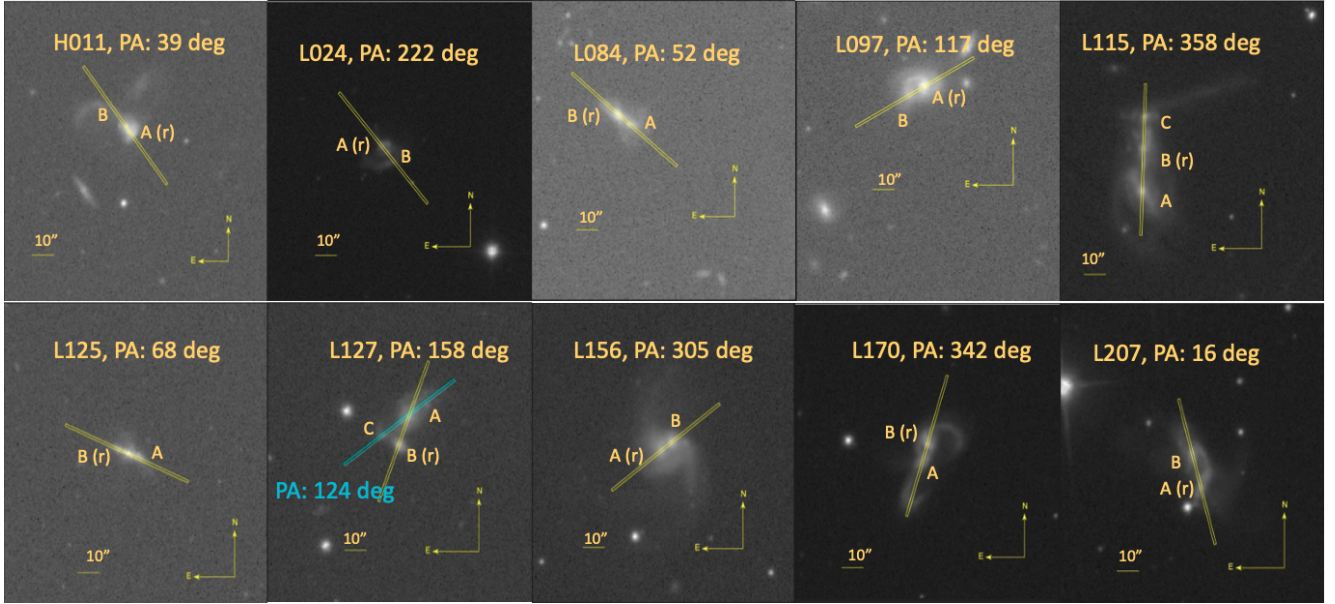 H011, PA: 39 deg
B
A (r)
10”
N
E
L024, PA: 222 deg
A (r)
B
10”
N
E
L084, PA: 52 deg
B (r)
A
10”
N
E
L097, PA: 117 deg
A (r)
B
10”
N
E
L115, PA: 358 deg
C
B (r)
A
10”
N
E
L125, PA: 68 deg
A
B (r)
10”
N
E
L127, PA: 158 deg
A
C
B (r)
PA: 124 deg
10”
N
E
L156, PA: 305 deg
B
A (r)
10”
N
E
L170, PA: 342 deg
B (r)
A
10”
N
E
L207, PA: 16 deg
B
A (r)
10”
N
E